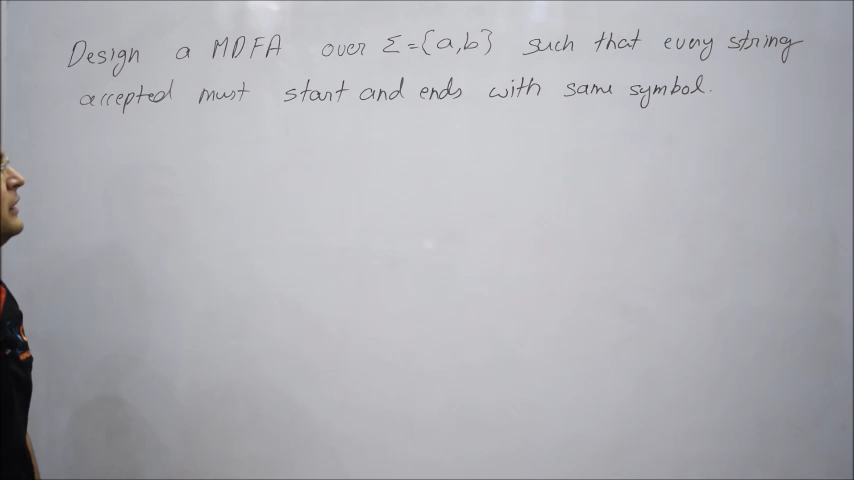 Design a MDFA over Σ={a,b} such that every string
accepted must start and ends with same symbol.